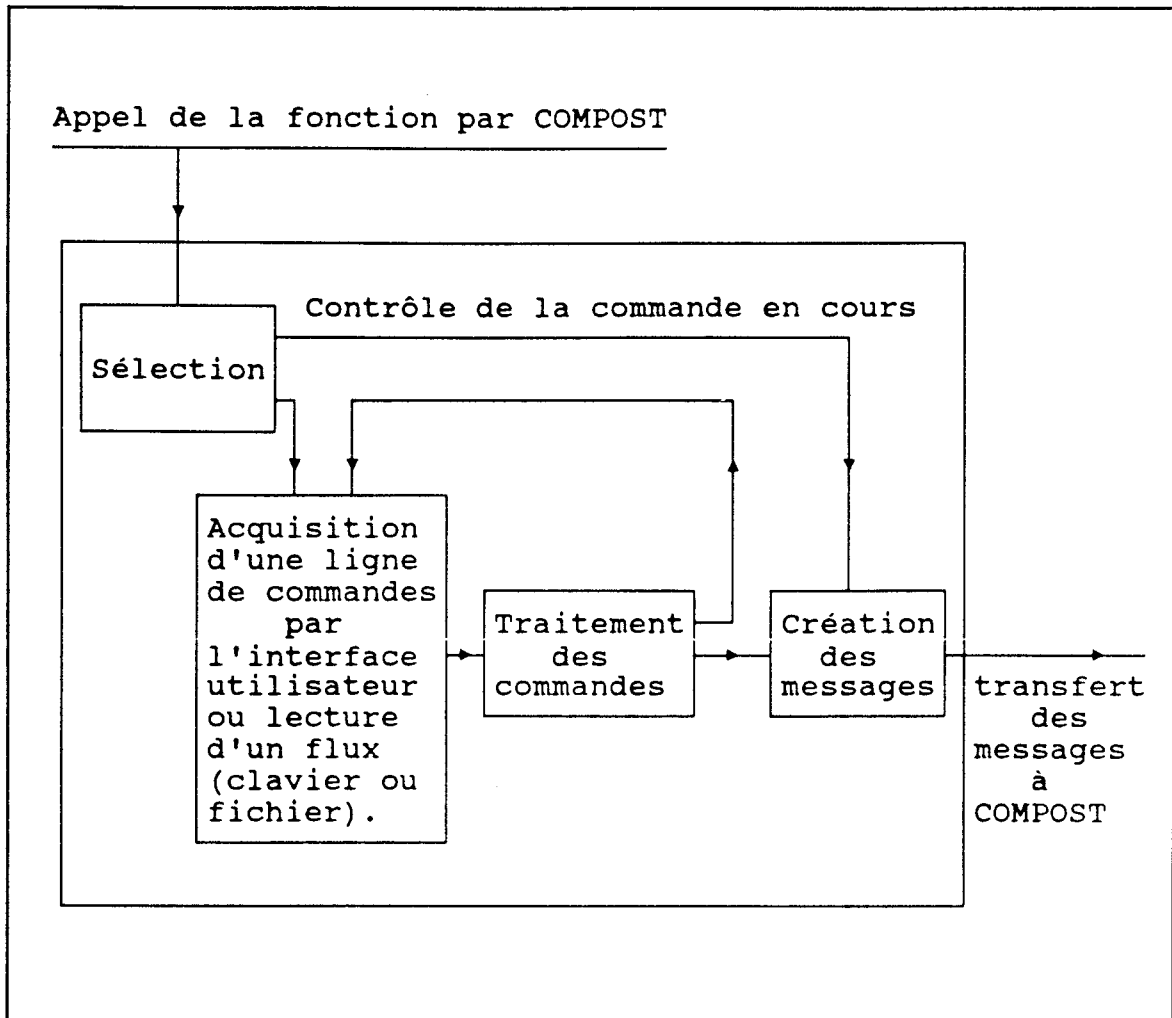 Appel de la fonction par COMPOST
Contrôle de la commande en cours
Sélection
Acquisition
d'une ligne
de commandes
par
l'interface
utilisateur
ou lecture
d'un flux
(clavier ou
fichier).
Traitement
des
commandes
Création
des
messages
transfert
des
messages
à
COMPOST